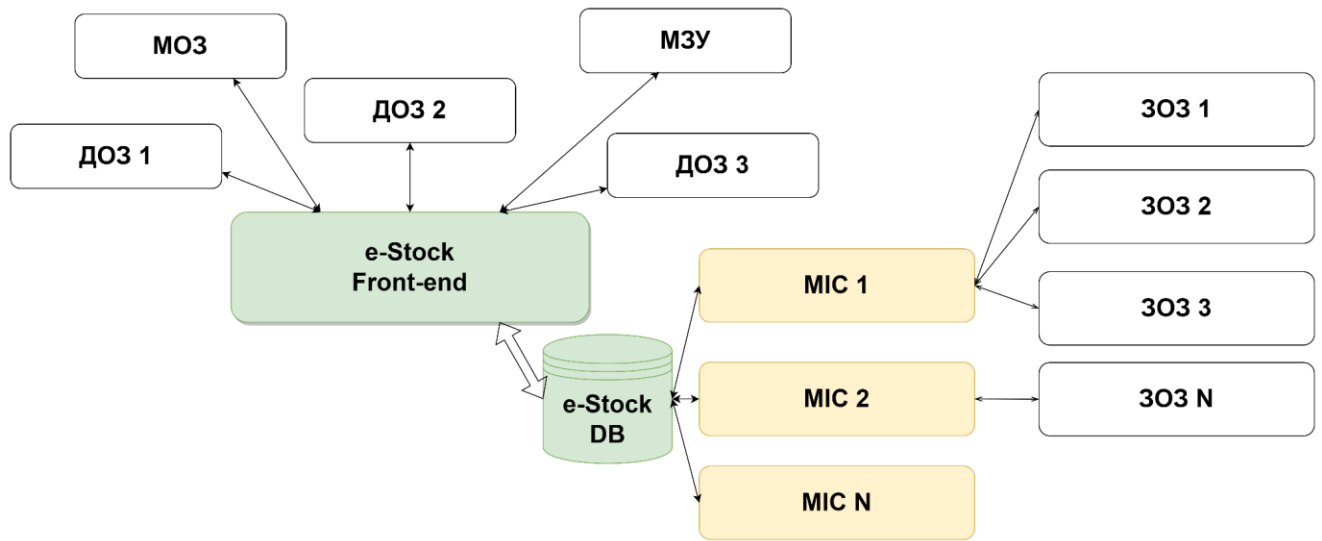 МОЗ
МЗУ
ДОЗ 2
ДОЗ 1
ДОЗ 3
e-Stock
Front-end
e-Stock
DB
МІС 1
МІС 2
МІС N
ЗОЗ 1
ЗОЗ 2
ЗОЗ 3
ЗОЗ N